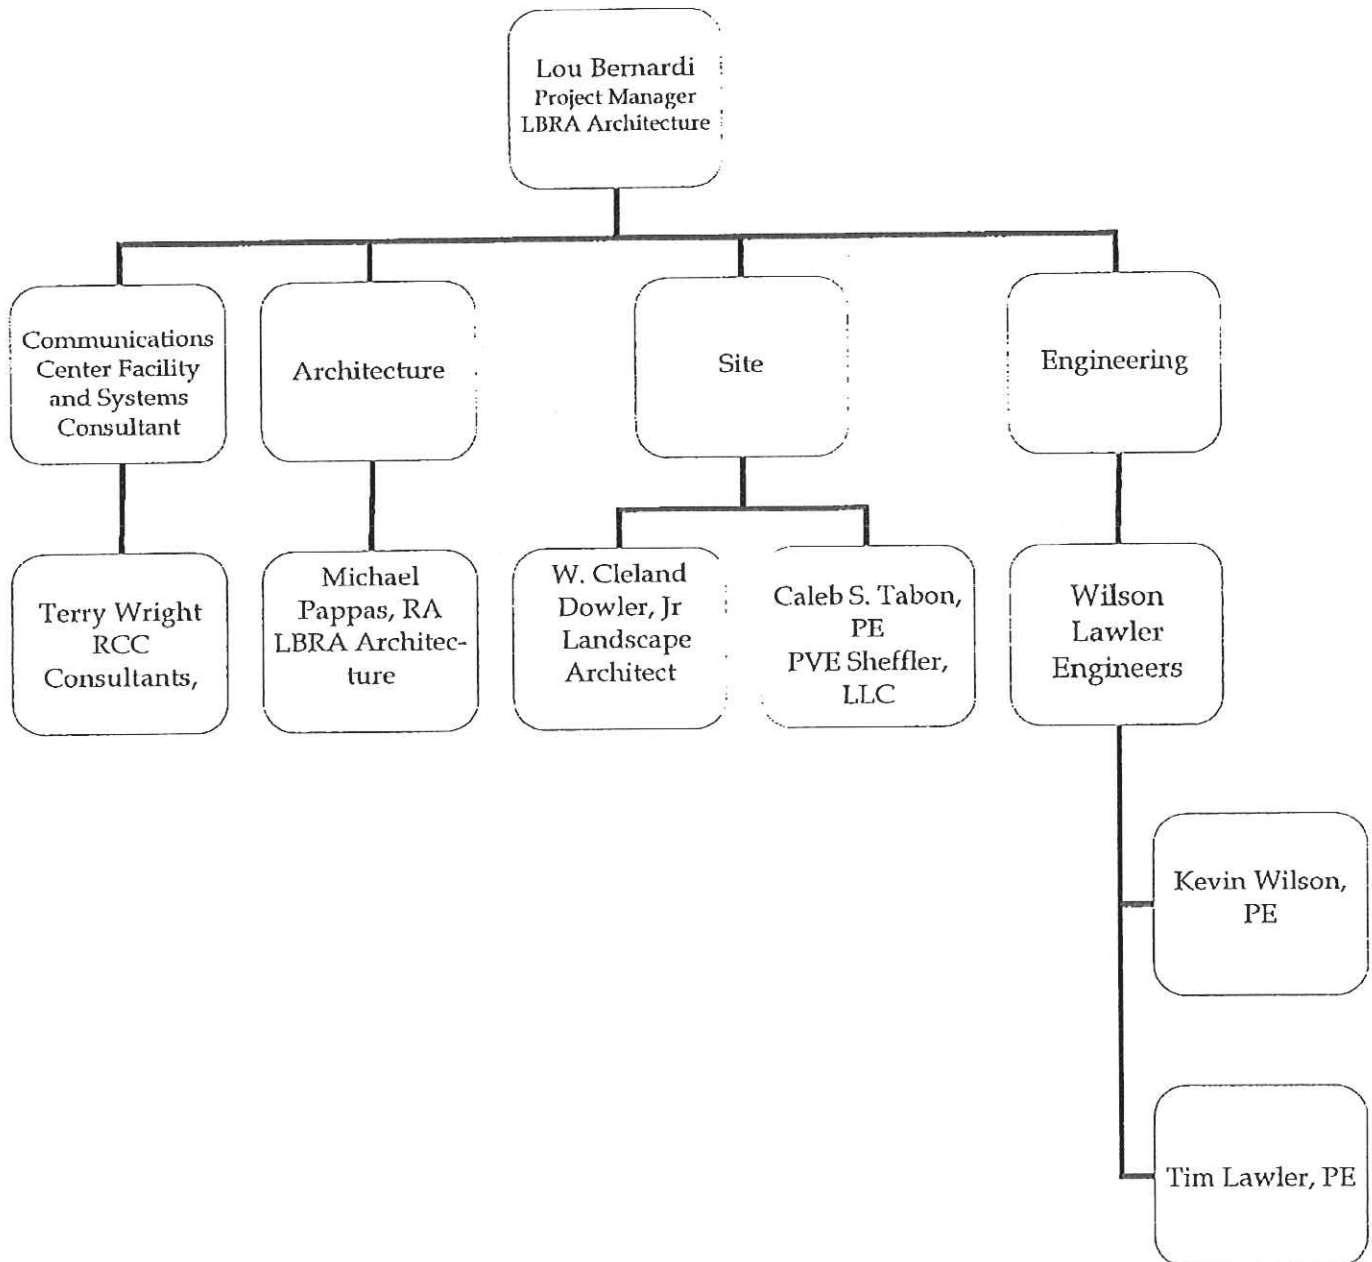 Lou Bernardi
Project Manager
LBRA Architecture
Communications
Center Facility
and Systems
Consultant
Architecture
Site
Engineering
Terry Wright
RCC
Consultants,
Michael
Pappas, RA
LBRA Architec-
ture
W. Cleland
Dowler, Jr
Landscape
Architect
Caleb S. Tabon,
PE
PVE Sheffler,
LLC
Wilson
Lawler
Engineers
Kevin Wilson,
PE
Tim Lawler, PE